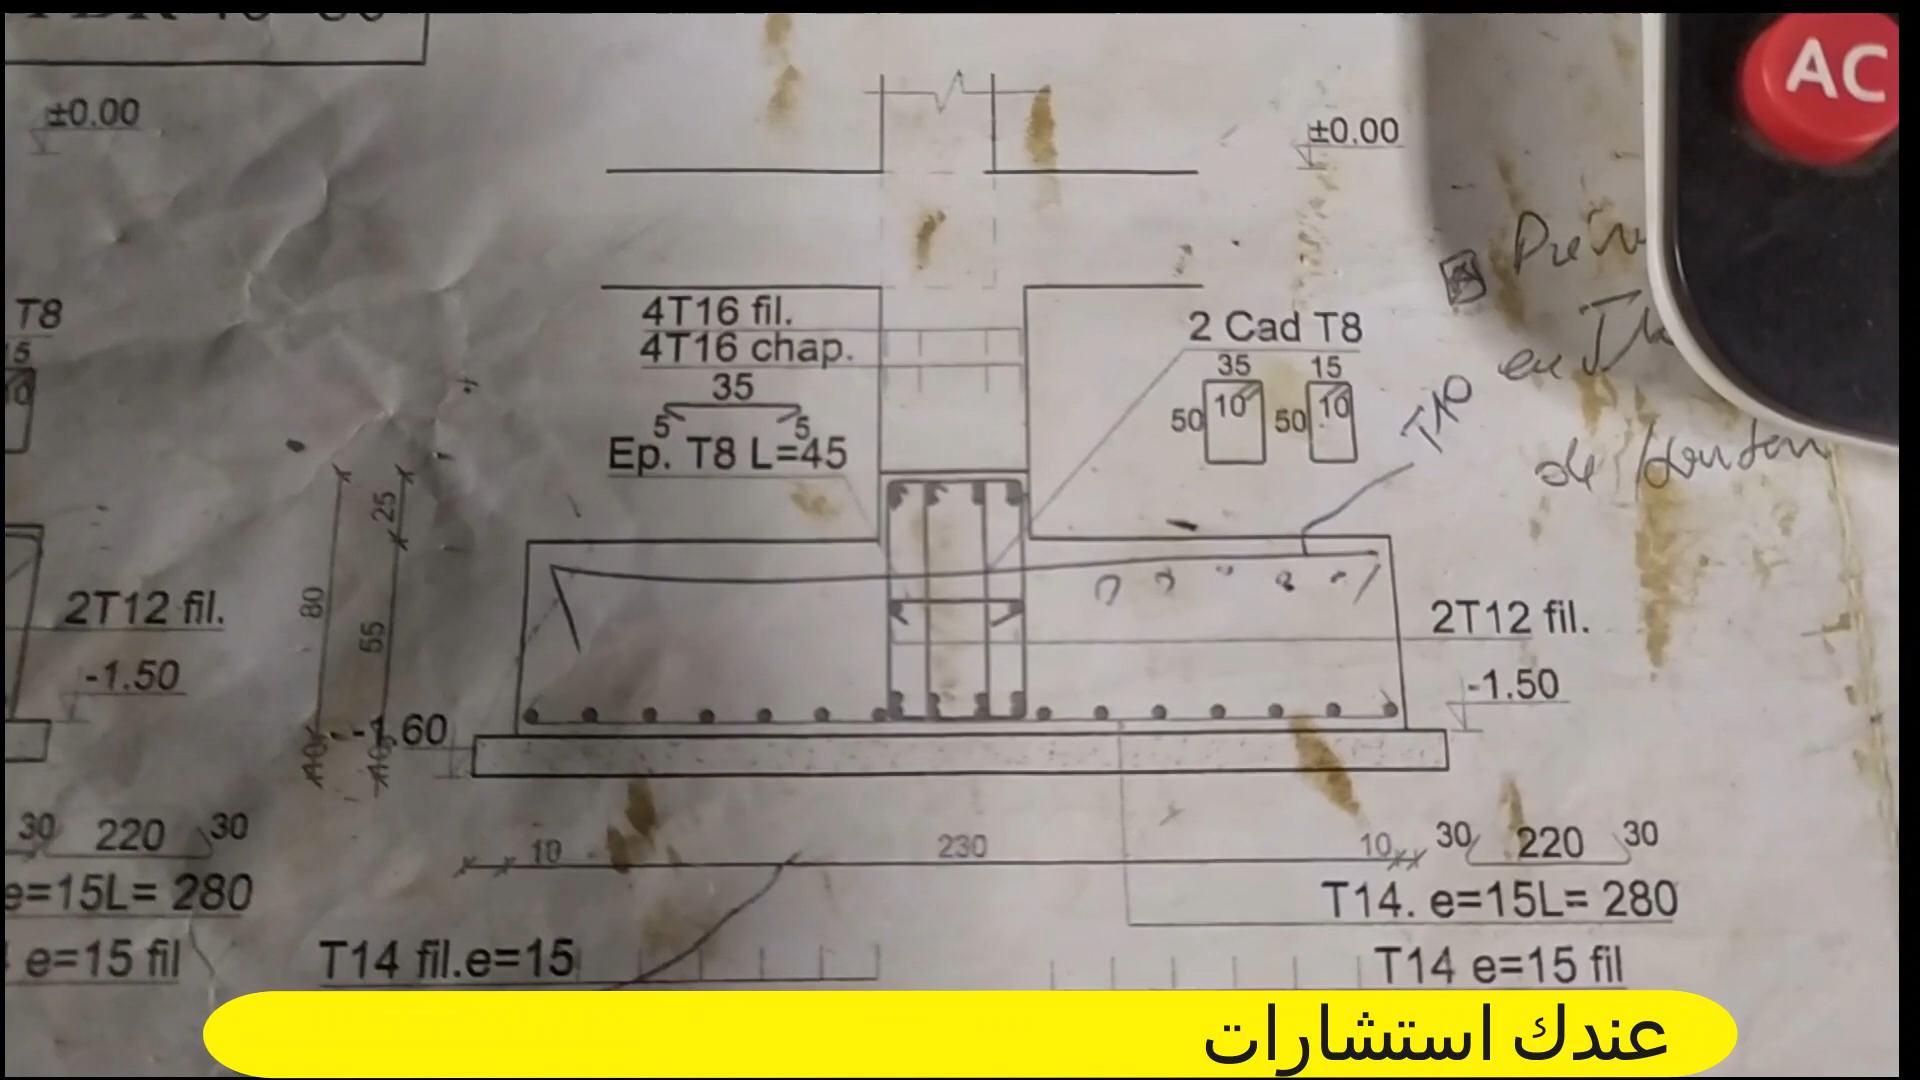 ±0.00
±0.00
AC
T8
4T16 fil.
4T16 chap.
35
5 5
Ep. T8 L=45
2 Cad T8
35 15
50 10 50 10
T10
25
80
55
2T12 fil.
-1.50
2T12 fil.
-1.50
-1.60
10 10
10 230 10
30 220 30
30 220 30
e=15L= 280
T14. e=15L= 280
e=15 fil
T14 fil.e=15
T14 e=15 fil
عندك استشارات